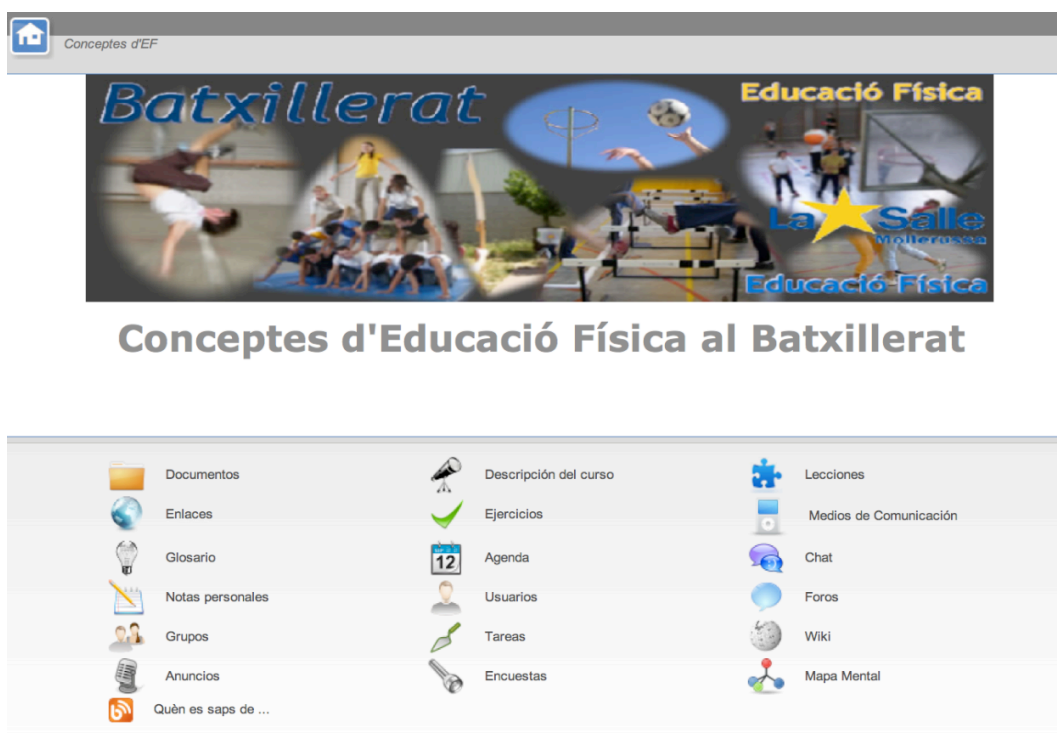 Conceptes d'EF
Batxillerat
Educació Física
La Salle
Mollerussa
Educació Física
Conceptes d'Educació Física al Batxillerat
Documentos
Descripción del curso
Lecciones
Enlaces
Ejercicios
Medios de Comunicación
Glosario
12
Agenda
Chat
Notas personales
Usuarios
Foros
Grupos
Tareas
Wiki
Anuncios
Encuestas
Mapa Mental
Quèn es saps de ...